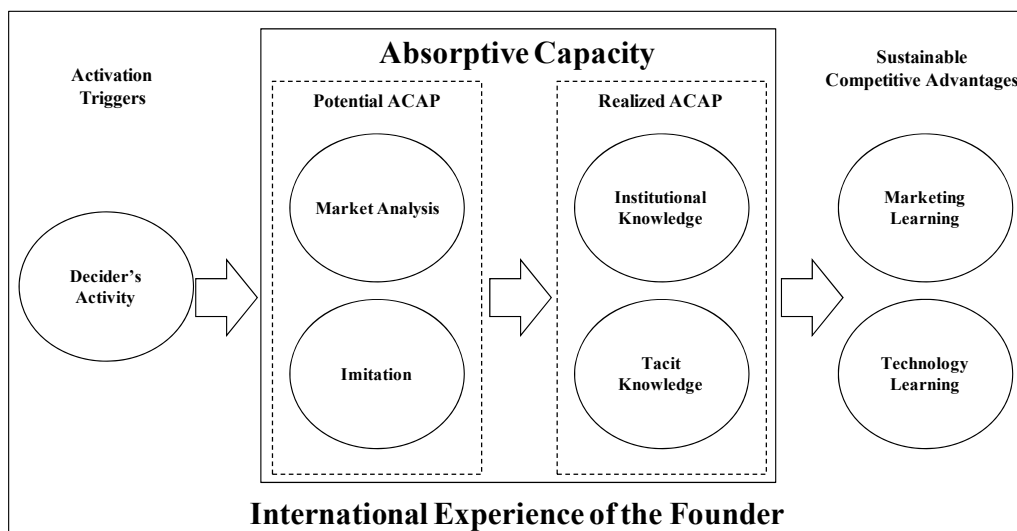 Activation
Triggers
Decider's
Activity
Absorptive Capacity
Potential ACAP
Market Analysis
Imitation
Realized ACAP
Institutional
Knowledge
Tacit
Knowledge
Sustainable
Competitive Advantages
Marketing
Learning
Technology
Learning
International Experience of the Founder